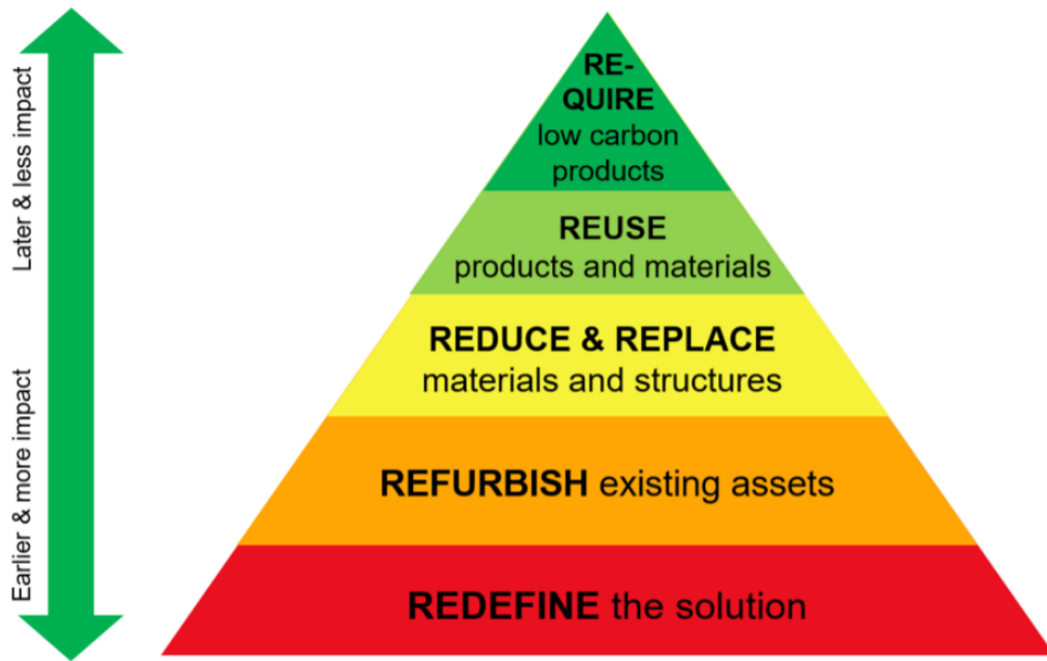 Later & less impact
Earlier & more impact
RE-
QUIRE
low carbon
products
REUSE
products and materials
REDUCE & REPLACE
materials and structures
REFURBISH existing assets
REDEFINE the solution